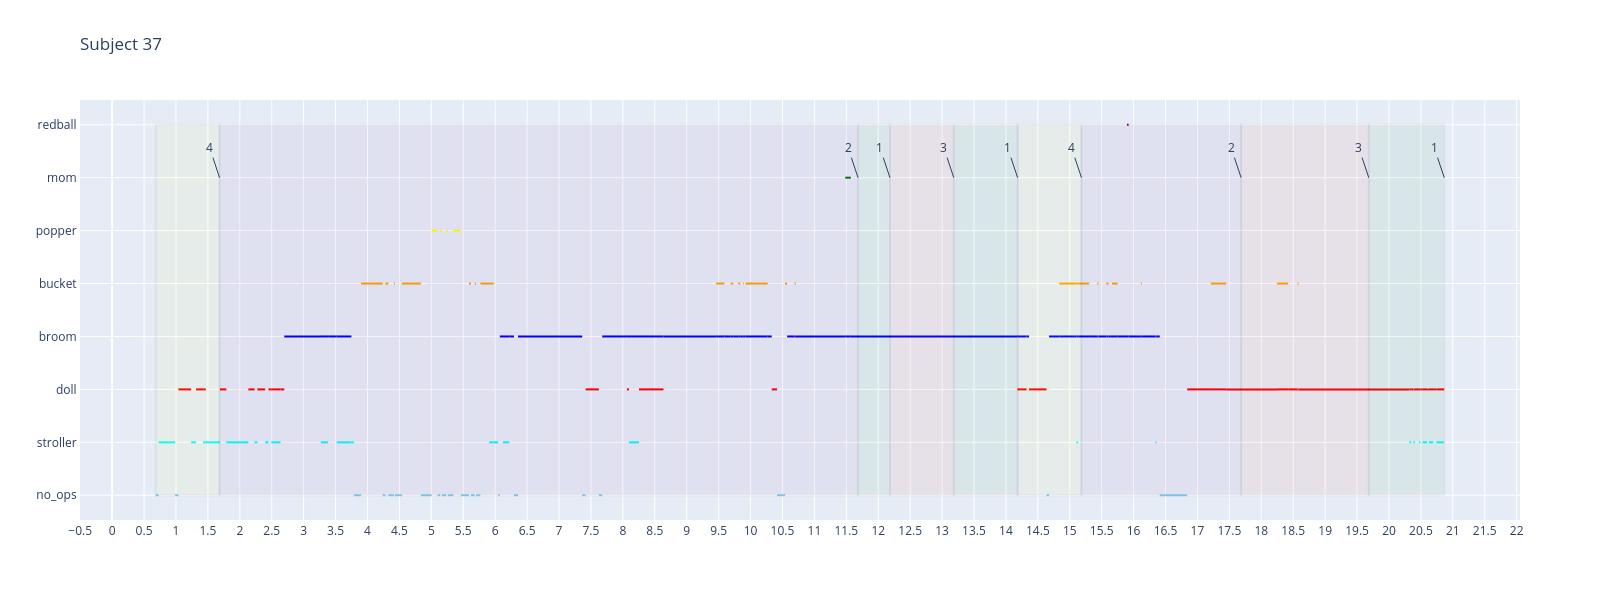 Subject 37
redball
4 2 1 3 1 4 2 3 1
mom
popper
bucket
broom
doll
stroller
no_ops
−0.5 0 0.5 1 1.5 2 2.5 3 3.5 4 4.5 5 5.5 6 6.5 7 7.5 8 8.5 9 9.5 10 10.5 11 11.5 12 12.5 13 13.5 14 14.5 15 15.5 16 16.5 17 17.5 18 18.5 19 19.5 20 20.5 21 21.5 22